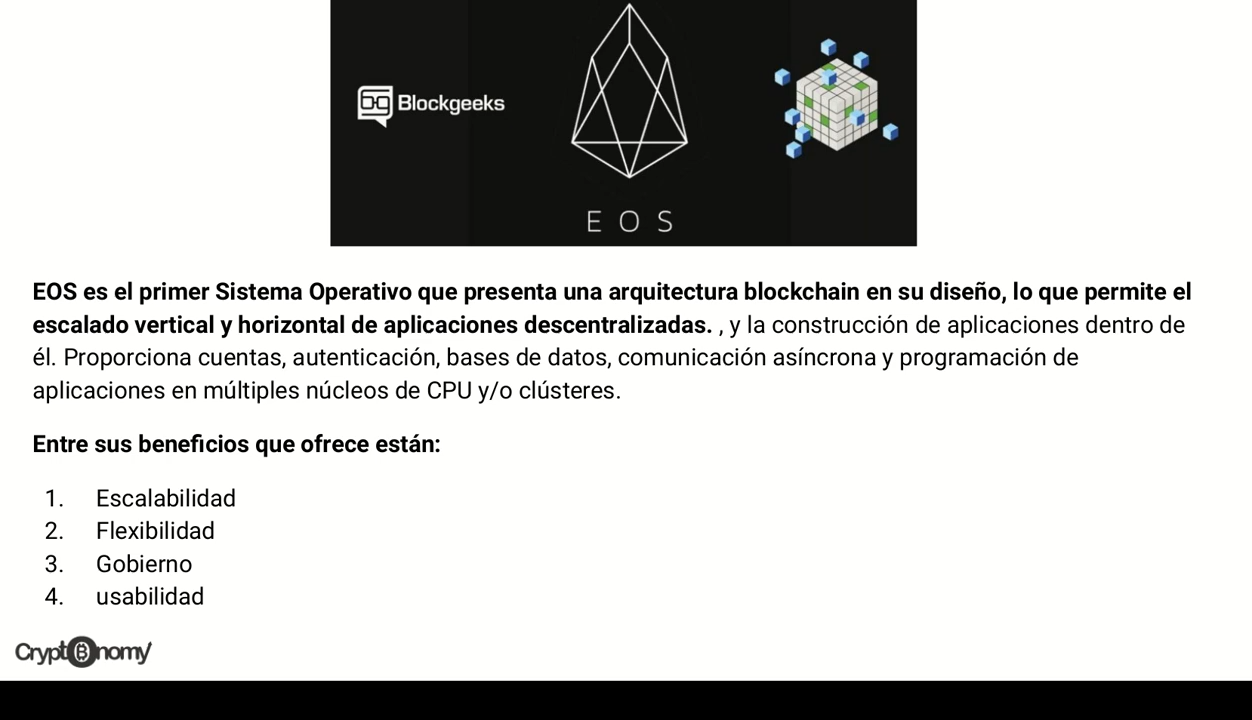 Blockgeeks
EOS
EOS es el primer Sistema Operativo que presenta una arquitectura blockchain en su diseño, lo que permite el
escalado vertical y horizontal de aplicaciones descentralizadas. , y la construcción de aplicaciones dentro de
él. Proporciona cuentas, autenticación, bases de datos, comunicación asíncrona y programación de
aplicaciones en múltiples núcleos de CPU y/o clústeres.
Entre sus beneficios que ofrece están:
1. Escalabilidad
2. Flexibilidad
3. Gobierno
4. usabilidad
Cryptonomy